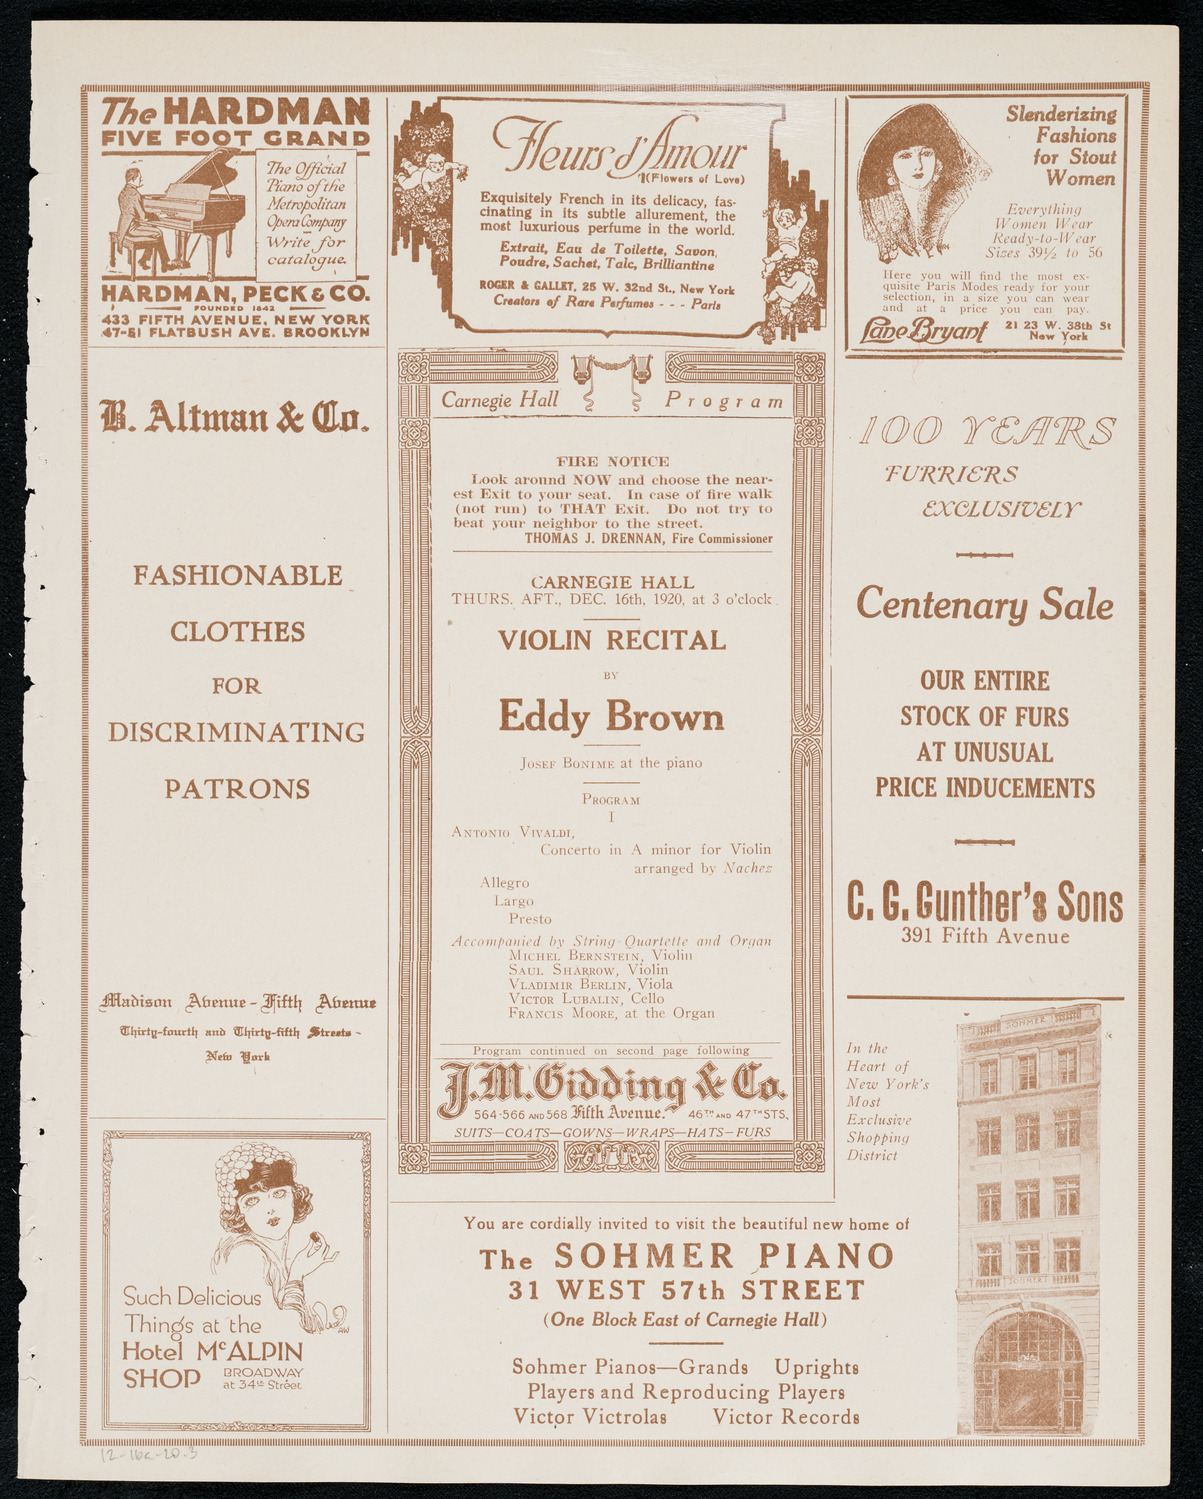 The HARDMAN
FIVE FOOT GRAND
The Official
Piano of the
Metropolitan
Opera Company
Write for
catalogue.
HARDMAN, PECK & CO.
FOUNDED 1842
433 FIFTH AVENUE, NEW YORK
47-51 FLATBUSH AVE. BROOKLYN
B. Altman & Co.
FASHIONABLE
CLOTHES
FOR
DISCRIMINATING
PATRONS
Madison Avenue - Fifth Avenue
Thirty-fourth and Thirty-fifth Streets -
New York
Such Delicious
Things at the
Hotel McALPIN
SHOP BROADWAY
at 34th Street
AW
Fleurs d'Amour
(Flowers of Love)
Exquisitely French in its delicacy, fas-
cinating in its subtle allurement, the
most luxurious perfume in the world.
Extrait, Eau de Toilette, Savon,
Poudre, Sachet, Talc, Brilliantine
ROGER & GALLET, 25 W. 32nd St., New York
Creators of Rare Perfumes - - - Paris
Carnegie Hall Program
FIRE NOTICE
Look around NOW and choose the near-
est Exit to your seat. In case of fire walk
(not run) to THAT Exit. Do not try to
beat your neighbor to the street.
THOMAS J. DRENNAN, Fire Commissioner
CARNEGIE HALL
THURS. AFT., DEC. 16th, 1920, at 3 o'clock
VIOLIN RECITAL
BY
Eddy Brown
JOSEF BONIME at the piano
PROGRAM
I
ANTONIO VIVALDI,
Concerto in A minor for Violin
arranged by Nachez
Allegro
Largo
Presto
Accompanied by String Quartette and Organ
MICHEL BERNSTEIN, Violin
SAUL SHARROW, Violin
VLADIMIR BERLIN, Viola
VICTOR LUBALIN, Cello
FRANCIS MOORE, at the Organ
Program continued on second page following
J.M. Gidding & Co.
564-566 AND 568 Fifth Avenue. 46TH AND 47TH STS.
SUITS—COATS—GOWNS—WRAPS—HATS—FURS
Slenderizing
Fashions
for Stout
Women
Everything
Women Wear
Ready-to-Wear
Sizes 39½ to 56
Here you will find the most ex-
quisite Paris Modes ready for your
selection, in a size you can wear
and at a price you can pay.
Lane Bryant 21 23 W. 38th St
New York
100 YEARS
FURRIERS
EXCLUSIVELY
Centenary Sale
OUR ENTIRE
STOCK OF FURS
AT UNUSUAL
PRICE INDUCEMENTS
C. G. Gunther's Sons
391 Fifth Avenue
In the
Heart of
New York's
Most
Exclusive
Shopping
District
SOHMER
SOHMER
You are cordially invited to visit the beautiful new home of
The SOHMER PIANO
31 WEST 57th STREET
(One Block East of Carnegie Hall)
Sohmer Pianos—Grands Uprights
Players and Reproducing Players
Victor Victrolas Victor Records